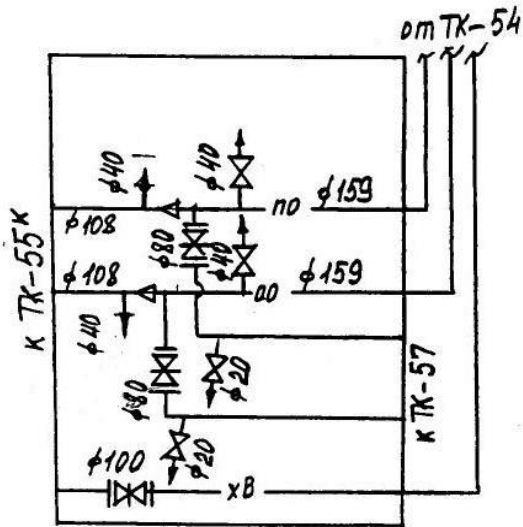 от ТК-54
ф40
ф40
ф108
по
ф159
ф80
ф40
к ТК-55к
ф108
оо
ф159
ф40
ф20
ф80
к ТК-57
ф20
ф100
хв